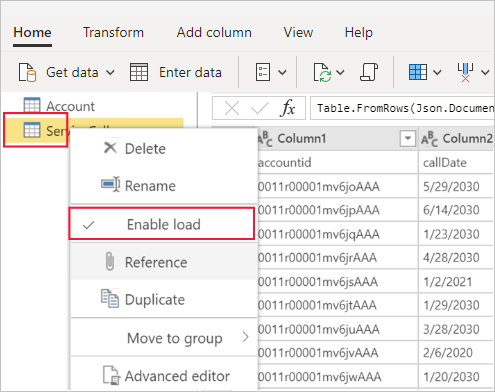 Home Transform Add column View
Get data Enter data
Account
Table.FromRows(Json.Documen
Column1 Column2
Delete
accountid callDate
Rename
0011r00001mv6joAAA 5/29/2030
0011r00001mv6jpAAA 6/14/2030
Enable load
0011r00001mv6jqAAA 1/23/2030
Reference
0011r00001mv6jrAAA 4/28/2030
0011r00001mv6jsAAA 1/2/2021
Duplicate
0011r00001mv6jtAAA 1/29/2030
Move to group
0011r00001mv6juAAA 3/28/2030
0011r00001mv6jvAAA 2/6/2020
Advanced editor
0011r00001mv6jwAAA 1/20/2030